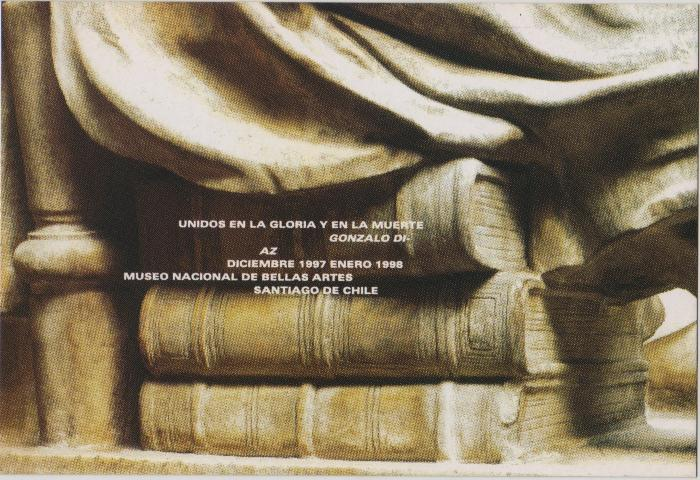 UNIDOS EN LA GLORIA Y EN LA MUERTE
GONZALO DI-
AZ
DICIEMBRE 1997 ENERO 1998
MUSEO NACIONAL DE BELLAS ARTES
SANTIAGO DE CHILE